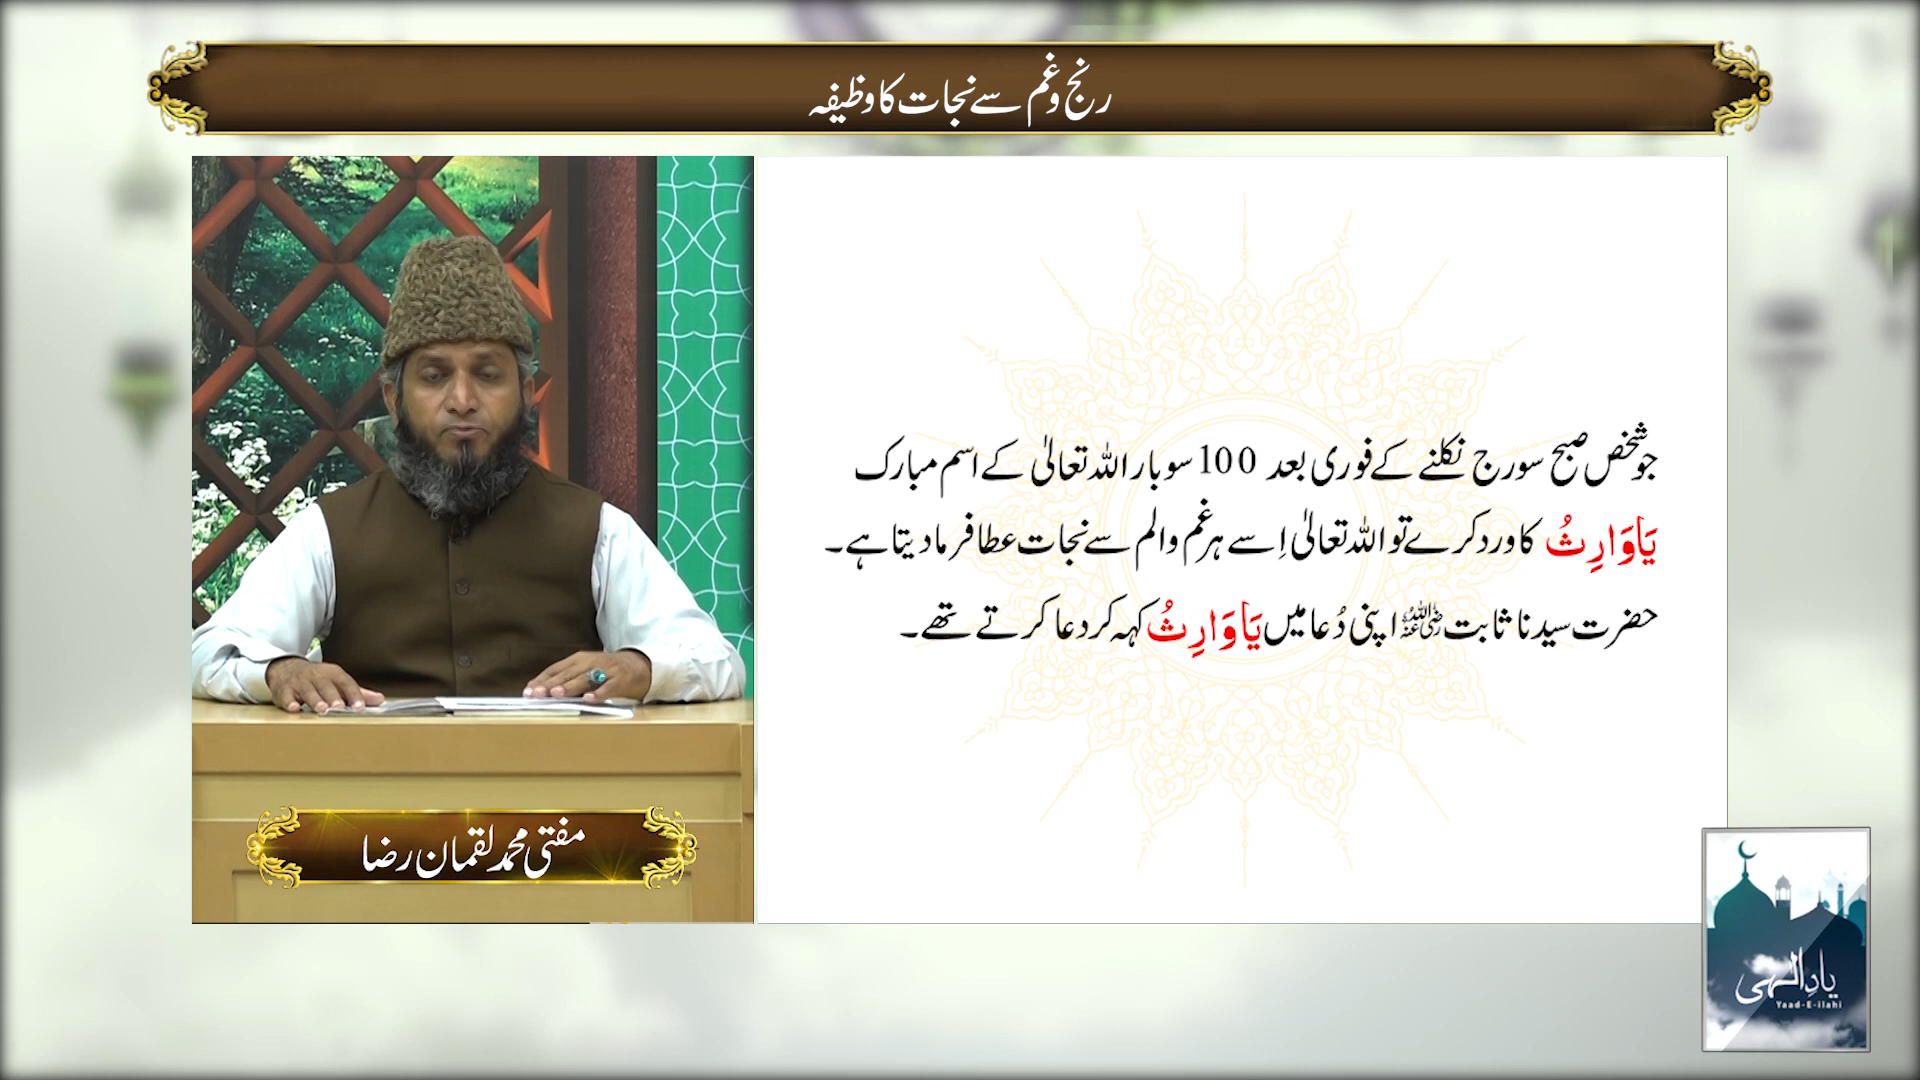 رنج و غم سے نجات کا وظیفہ
جو شخص صبح سورج نکلنے کے فوری بعد 100 سو بار اللہ تعالیٰ کے اسم مبارک
یَاوَارِثُ کا ورد کرے تو اللہ تعالیٰ اِسے ہر غم والم سے نجات عطا فرما دیتا ہے۔
حضرت سیدنا ثابت رضی اللہ عنہ اپنی دُعا میں یَاوَارِثُ کہہ کر دعا کرتے تھے۔
مفتی محمد لقمان رضا
یادِ الٰہی
Yaad-E-ilahi